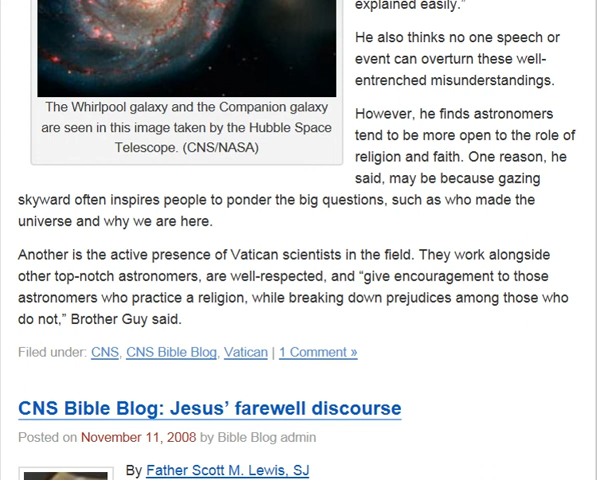 explained easily.”
He also thinks no one speech or
event can overturn these well-
entrenched misunderstandings.
The Whirlpool galaxy and the Companion galaxy
are seen in this image taken by the Hubble Space
Telescope. (CNS/NASA)
However, he finds astronomers
tend to be more open to the role of
religion and faith. One reason, he
said, may be because gazing
skyward often inspires people to ponder the big questions, such as who made the
universe and why we are here.
Another is the active presence of Vatican scientists in the field. They work alongside
other top-notch astronomers, are well-respected, and “give encouragement to those
astronomers who practice a religion, while breaking down prejudices among those who
do not,” Brother Guy said.
Filed under: CNS, CNS Bible Blog, Vatican | 1 Comment »
CNS Bible Blog: Jesus’ farewell discourse
Posted on November 11, 2008 by Bible Blog admin
By Father Scott M. Lewis, SJ